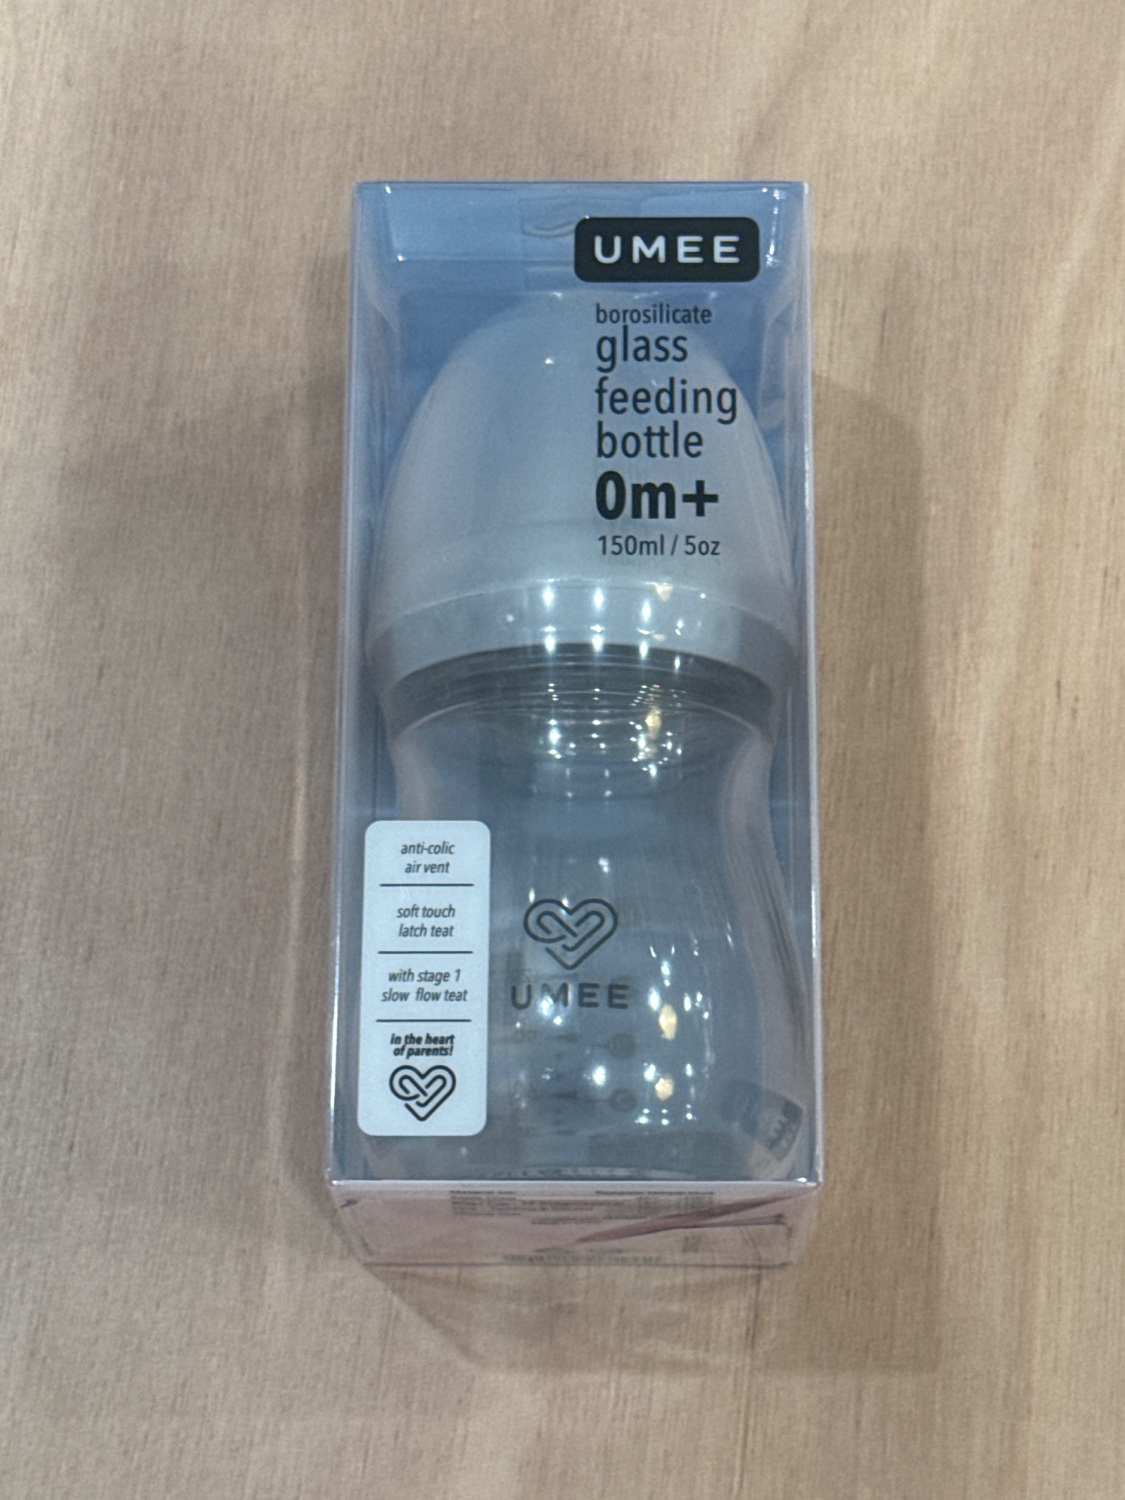 UMEE
borosilicate
glass
feeding
bottle
0m+
150ml / 5oz
anti-colic
air vent
soft touch
latch teat
with stage 1
slow flow teat
in the heart
of parents!
UMEE